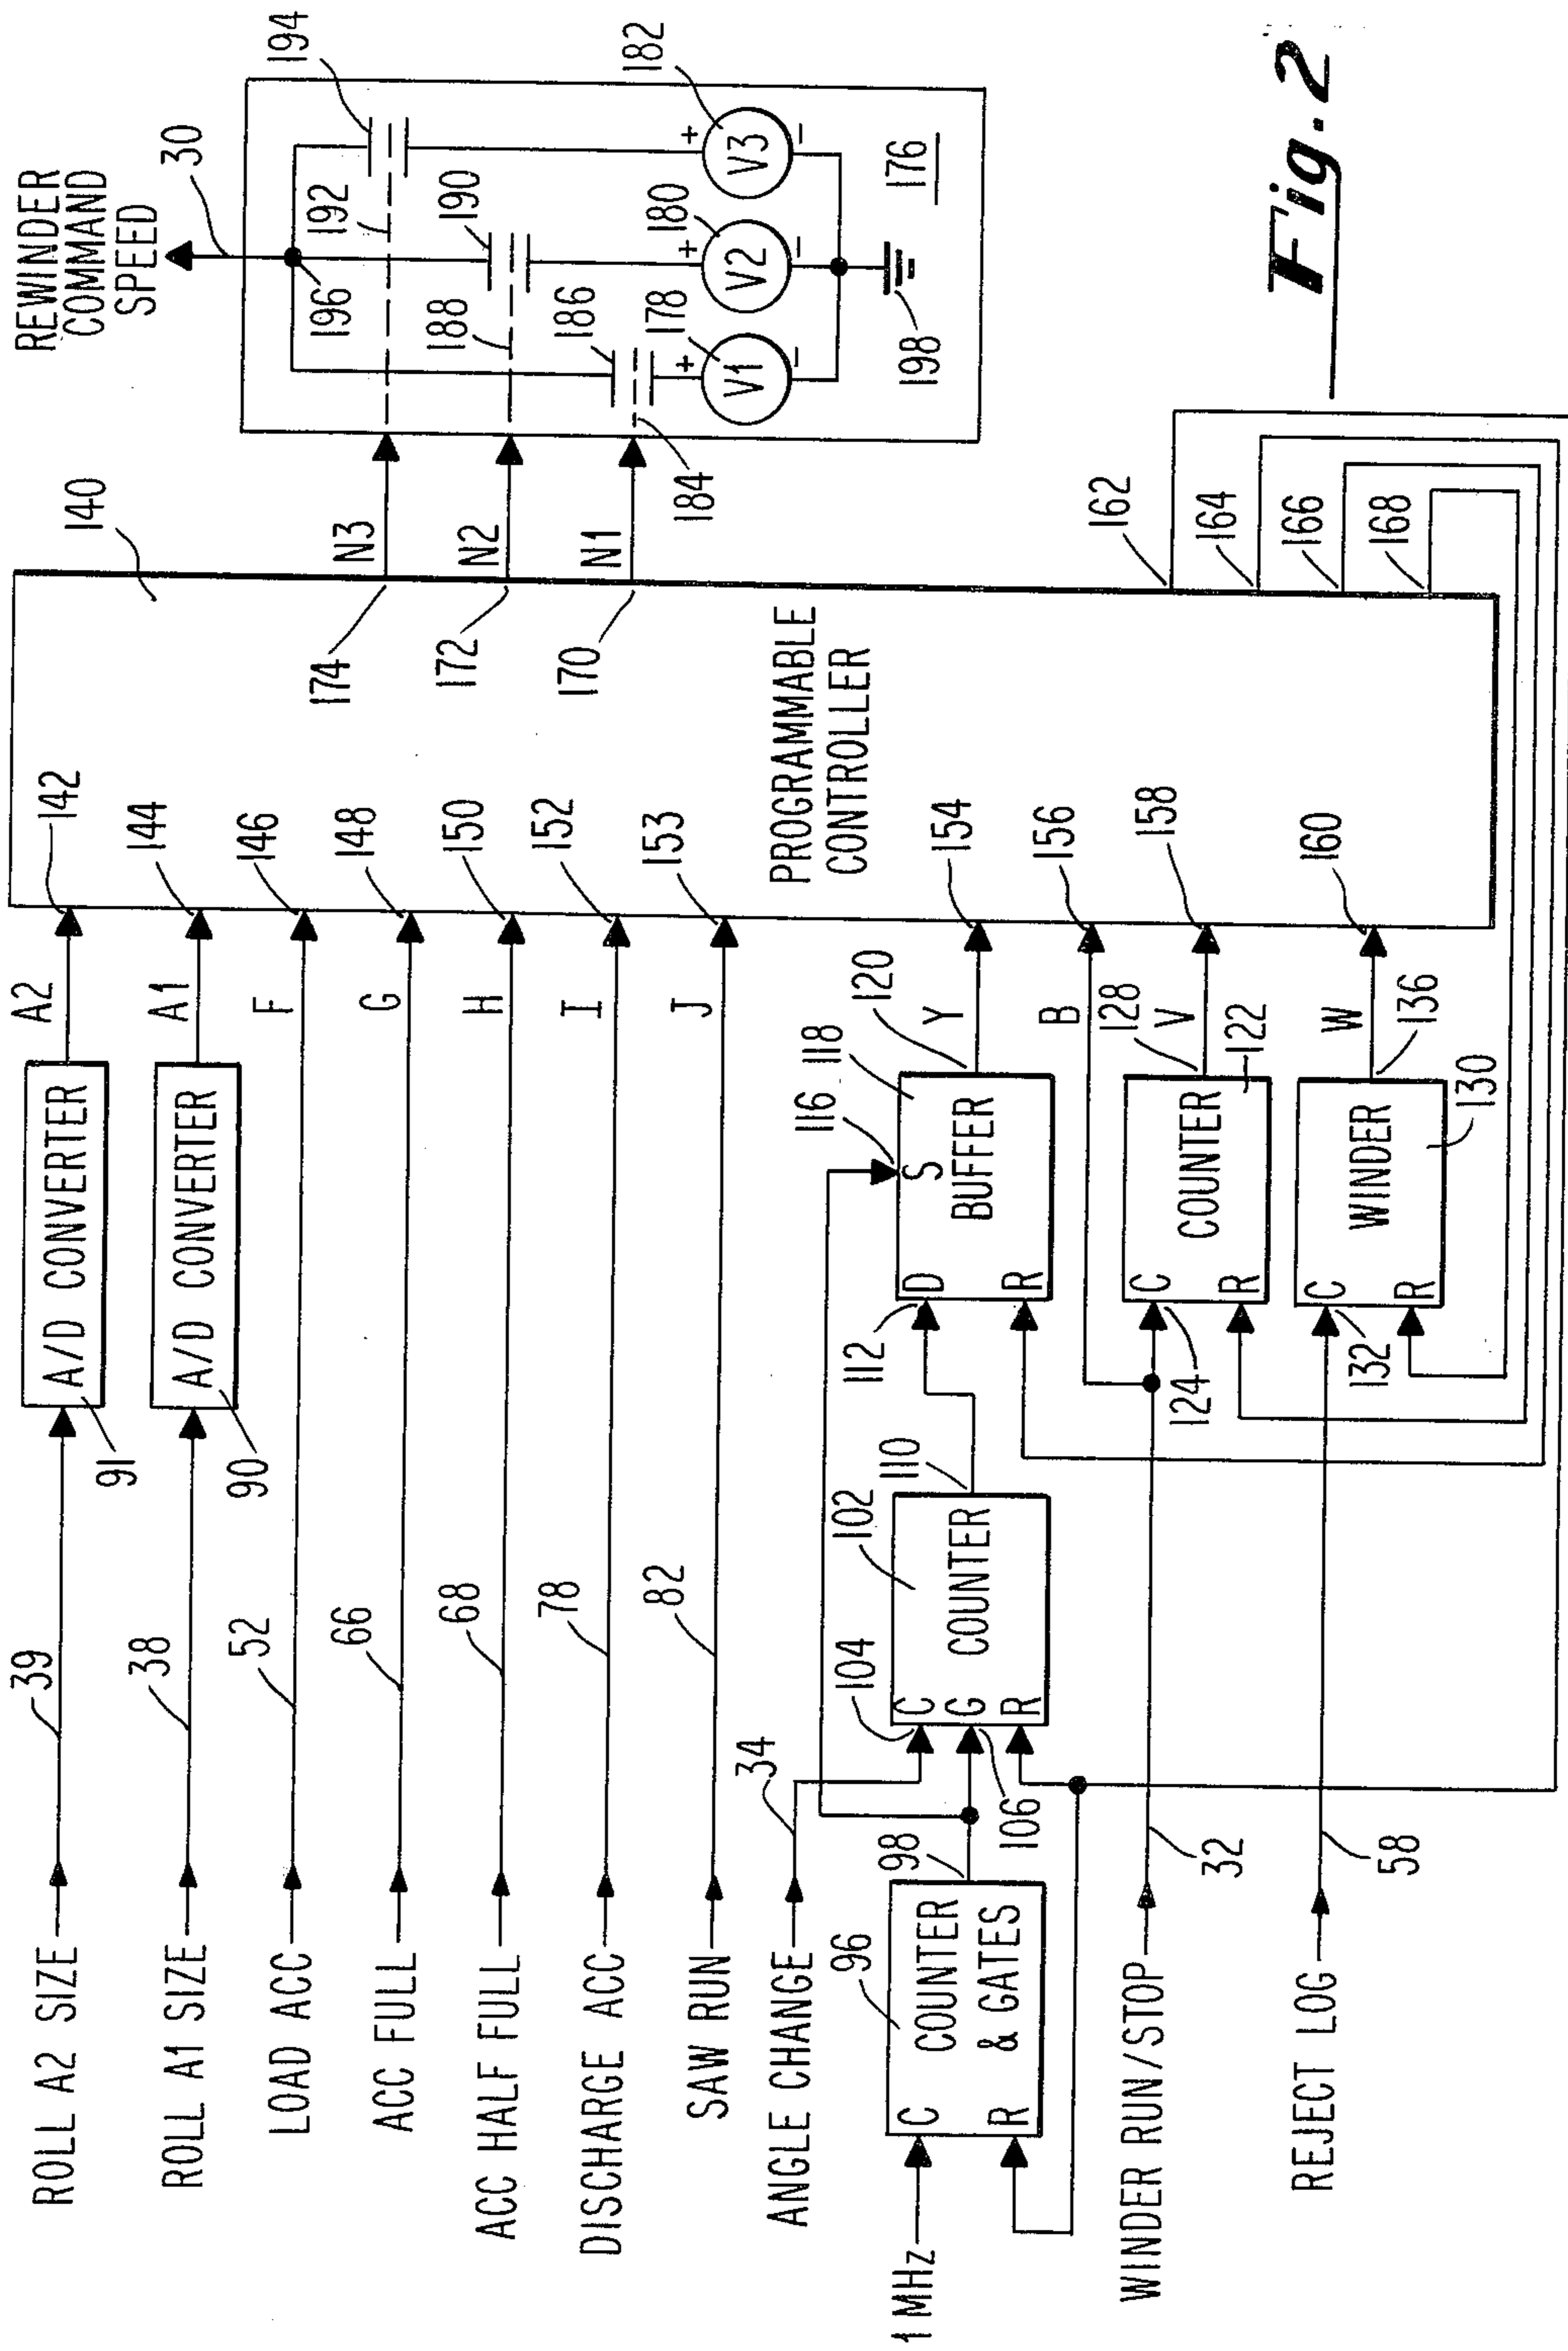 ROLL A2 SIZE
39
A/D CONVERTER
91
A2
142
ROLL A1 SIZE
38
A/D CONVERTER
90
A1
144
LOAD ACC
52
F
146
ACC FULL
66
G
148
ACC HALF FULL
68
H
150
DISCHARGE ACC
78
I
152
SAW RUN
82
J
153
ANGLE CHANGE
34
1 MHz
C
R
COUNTER
& GATES
96
98
104
106
C
G
R
COUNTER
102
110
112
116
D
S
R
BUFFER
118
120
Y
154
WINDER RUN/STOP
32
B
156
124
C
R
COUNTER
122
128
V
158
REJECT LOG
58
132
C
R
WINDER
130
136
W
160
PROGRAMMABLE
CONTROLLER
140
174
N3
172
N2
170
N1
162
164
166
168
REWINDER
COMMAND
SPEED
30
196
192
194
188
190
184
186
178
V1
+
–
180
V2
+
–
182
V3
+
–
198
176
Fig. 2